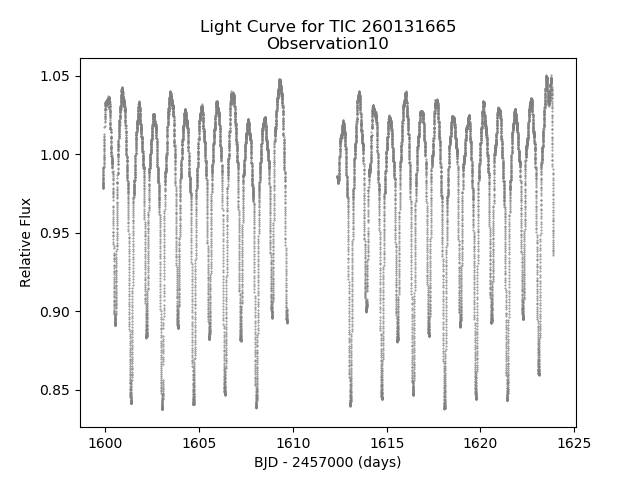 Light Curve for TIC 260131665
Observation10
1.05
1.00
0.95
0.90
0.85
Relative Flux
1600
1605
1610
1615
1620
1625
BJD - 2457000 (days)